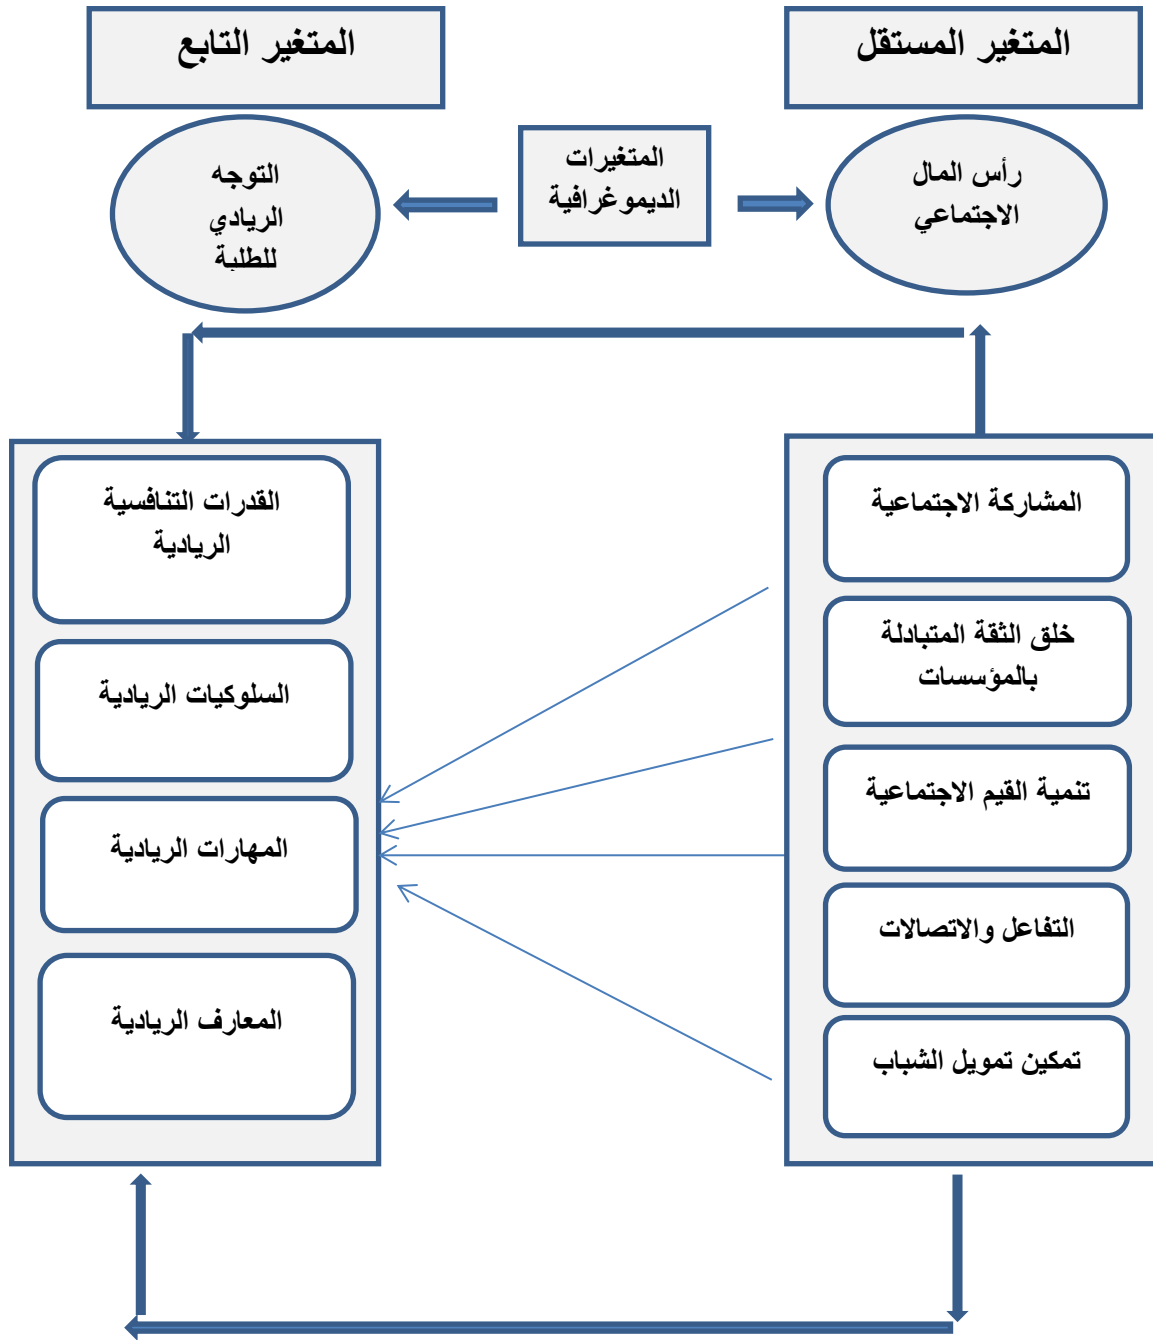 المتغير المستقل
المتغير التابع
رأس المال
الاجتماعي
المتغيرات
الديموغرافية
التوجه
الريادي
للطلبة
المشاركة الاجتماعية
خلق الثقة المتبادلة
بالمؤسسات
تنمية القيم الاجتماعية
التفاعل والاتصالات
تمكين تمويل الشباب
القدرات التنافسية
الريادية
السلوكيات الريادية
المهارات الريادية
المعارف الريادية